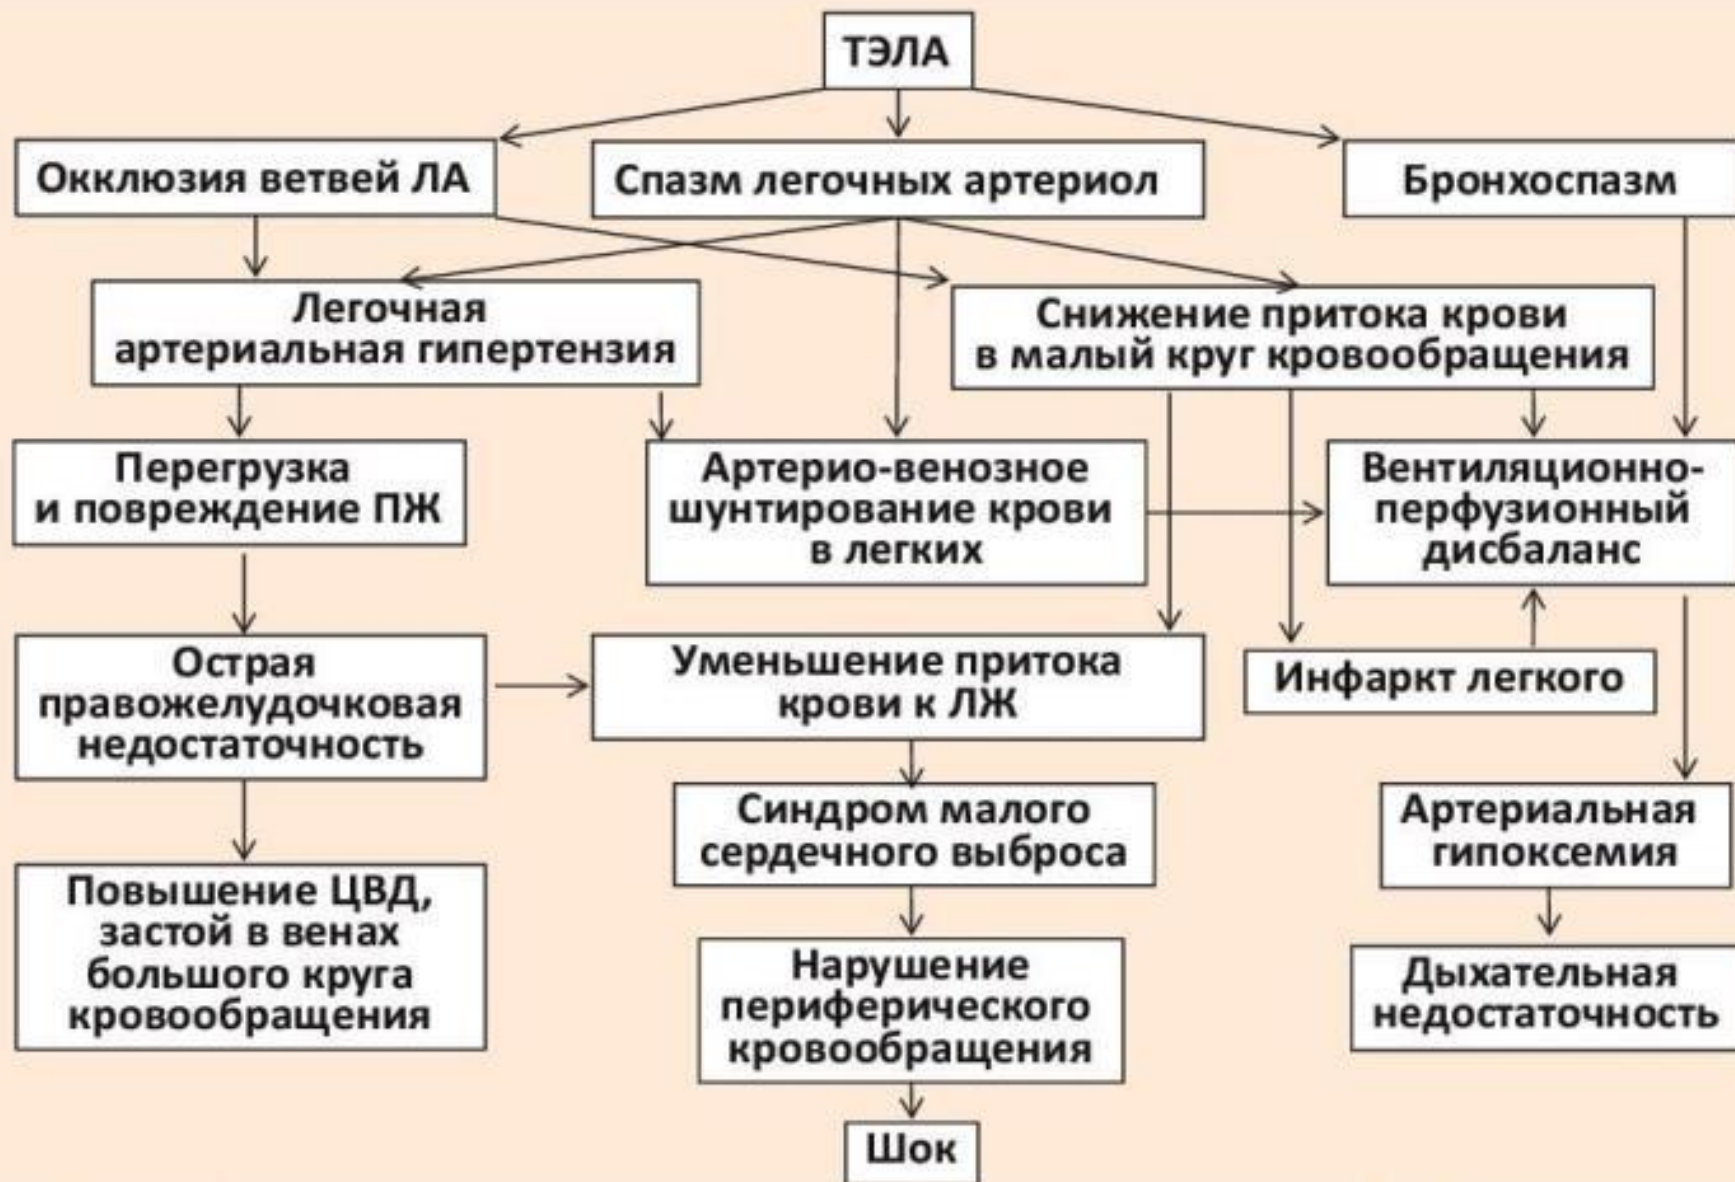 ТЭЛА
Окклюзия ветвей ЛА
Спазм легочных артериол
Бронхоспазм
Легочная
артериальная гипертензия
Снижение притока крови
в малый круг кровообращения
Перегрузка
и повреждение ПЖ
Артерио-венозное
шунтирование крови
в легких
Вентиляционно-
перфузионный
дисбаланс
Острая
правожелудочковая
недостаточность
Уменьшение притока
крови к ЛЖ
Инфаркт легкого
Синдром малого
сердечного выброса
Артериальная
гипоксемия
Повышение ЦВД,
застой в венах
большого круга
кровообращения
Нарушение
периферического
кровообращения
Дыхательная
недостаточность
Шок